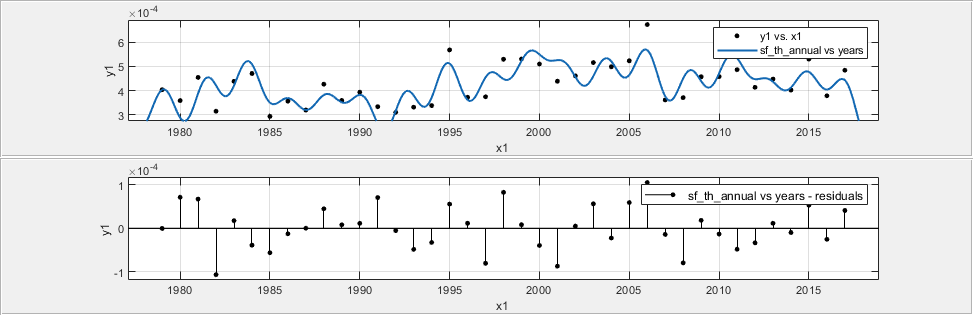 ×10⁻⁴
6
5
4
3
y1
y1 vs. x1
sf_th_annual vs years
1980 1985 1990 1995 2000 2005 2010 2015
x1
×10⁻⁴
1
0
-1
y1
sf_th_annual vs years - residuals
1980 1985 1990 1995 2000 2005 2010 2015
x1